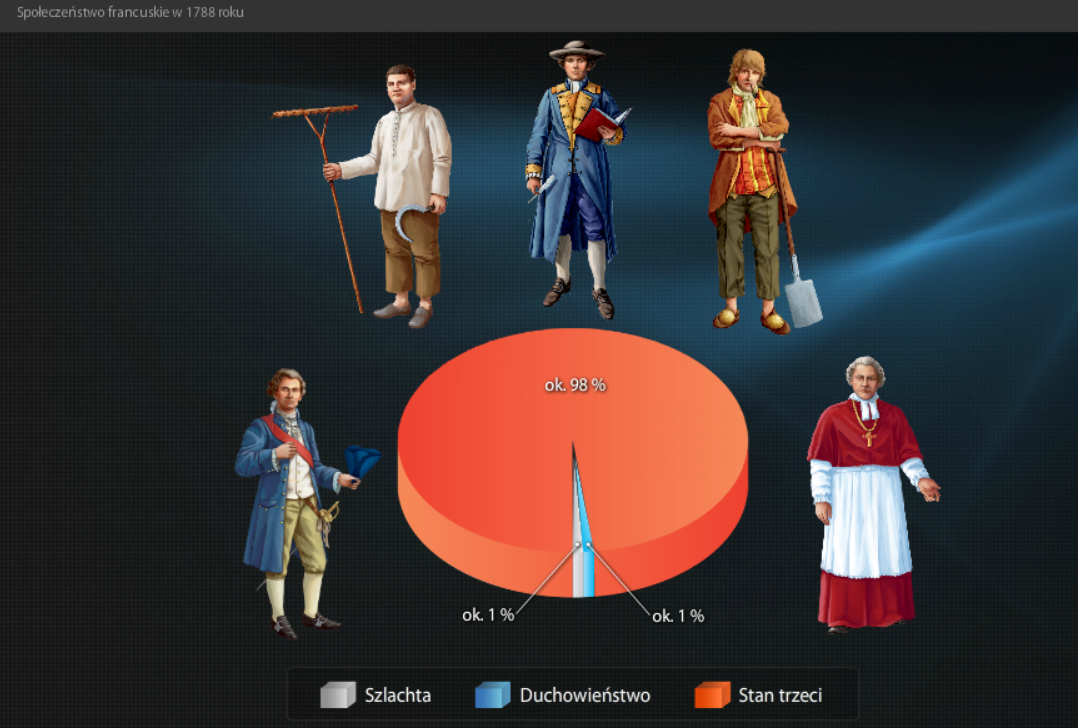 Społeczeństwo francuskie w 1788 roku
ok. 98 %
ok. 1 %
ok. 1 %
Szlachta
Duchowieństwo
Stan trzeci